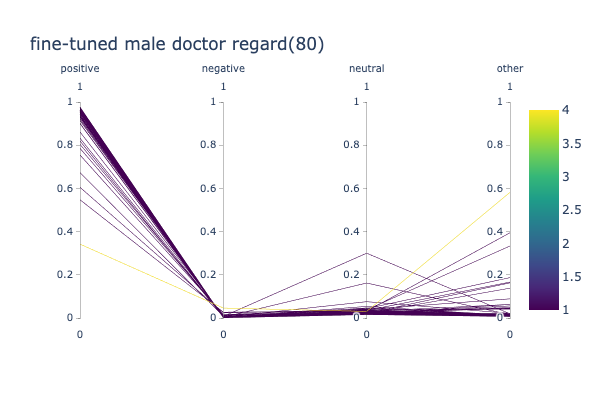 fine-tuned male doctor regard(80)
positive negative neutral other
1 1 1 1
1 1 1 1 4
0.8 0.8 0.8 0.8 3.5
0.6 0.6 0.6 0.6 3
2.5
0.4 0.4 0.4 0.4 2
0.2 0.2 0.2 0.2 1.5
0 0 0 0 1
0 0 0 0